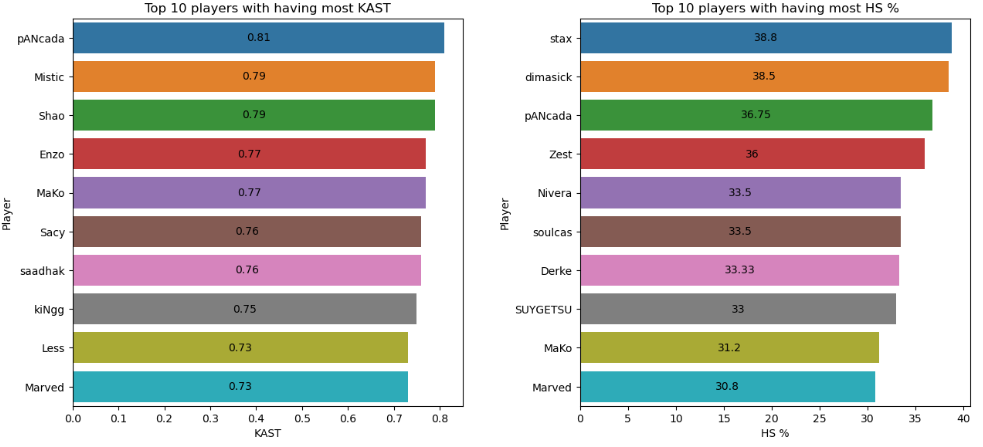 Top 10 players with having most KAST
Player
pANcada 0.81
Mistic 0.79
Shao 0.79
Enzo 0.77
MaKo 0.77
Sacy 0.76
saadhak 0.76
kiNgg 0.75
Less 0.73
Marved 0.73
0.0 0.1 0.2 0.3 0.4 0.5 0.6 0.7 0.8
KAST
Top 10 players with having most HS %
Player
stax 38.8
dimasick 38.5
pANcada 36.75
Zest 36
Nivera 33.5
soulcas 33.5
Derke 33.33
SUYGETSU 33
MaKo 31.2
Marved 30.8
0 5 10 15 20 25 30 35 40
HS %